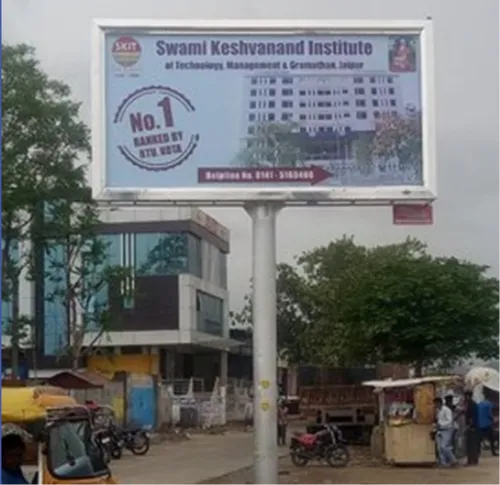 SKIT
Swami Keshvanand Institute
of Technology, Management & Gramothan, Jaipur
No.1
RANKED BY
RTU, KOTA
Helpline No. 0141 - 5160400